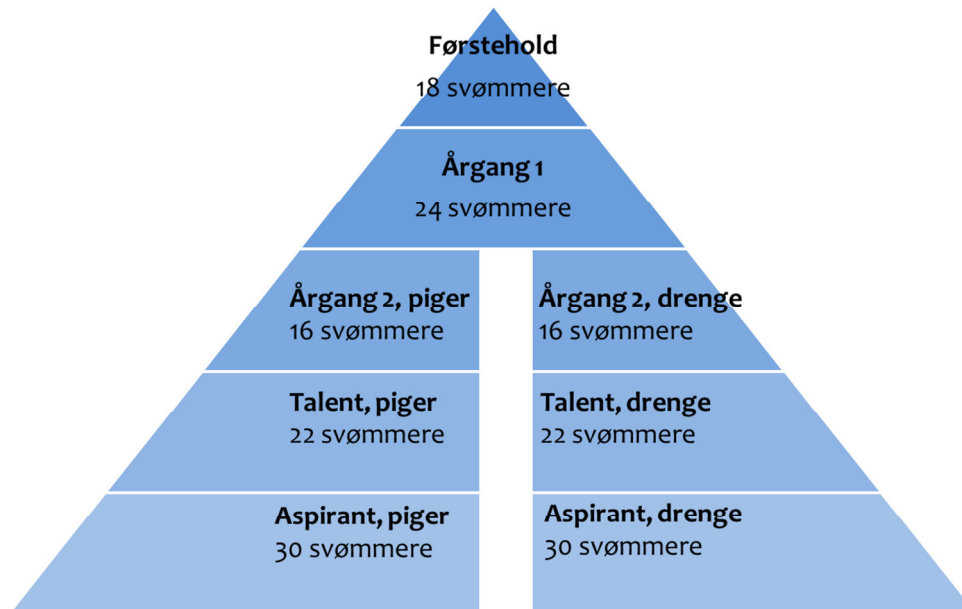 Førstehold
18 svømmere
Årgang 1
24 svømmere
Årgang 2, piger
16 svømmere
Årgang 2, drenge
16 svømmere
Talent, piger
22 svømmere
Talent, drenge
22 svømmere
Aspirant, piger
30 svømmere
Aspirant, drenge
30 svømmere